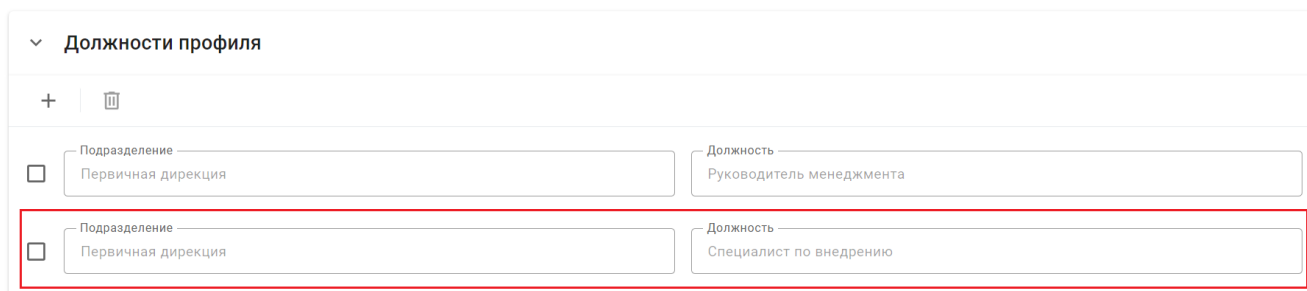 Должности профиля
Подразделение Должность
Первичная дирекция Руководитель менеджмента
Подразделение Должность
Первичная дирекция Специалист по внедрению